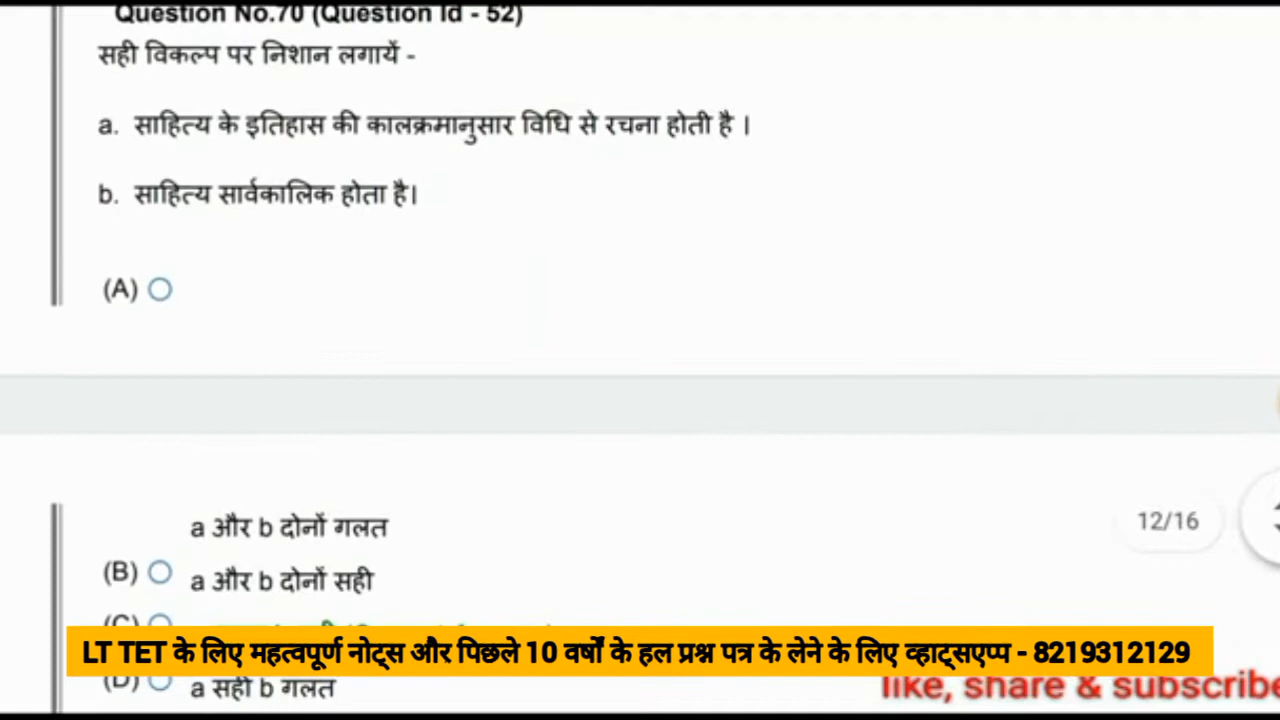 Question No.70 (Question Id - 52)
सही विकल्प पर निशान लगायें -
a. साहित्य के इतिहास की कालक्रमानुसार विधि से रचना होती है ।
b. साहित्य सार्वकालिक होता है।
(A)
a और b दोनों गलत
12/16
(B) a और b दोनों सही
(C)
LT TET के लिए महत्वपूर्ण नोट्स और पिछले 10 वर्षों के हल प्रश्न पत्र के लेने के लिए व्हाट्सएप्प - 8219312129
(D) a सही b गलत
like, share & subscribe